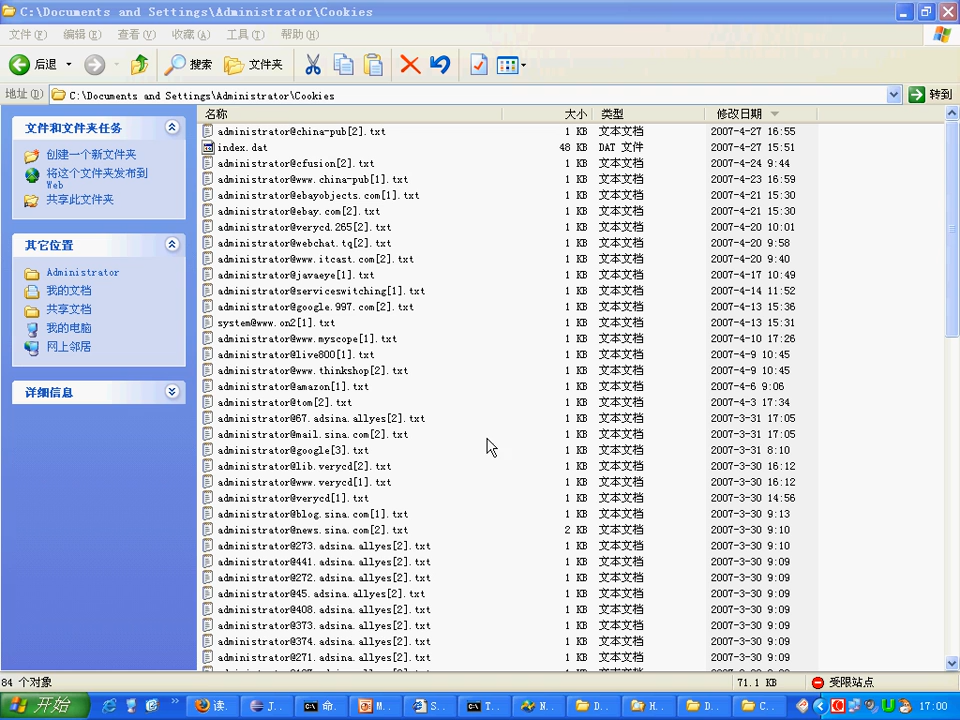 C:\Documents and Settings\Administrator\Cookies
文件(F) 编辑(E) 查看(V) 收藏(A) 工具(T) 帮助(H)
后退 搜索 文件夹
地址(D) C:\Documents and Settings\Administrator\Cookies 转到
文件和文件夹任务
创建一个新文件夹
将这个文件夹发布到
Web
共享此文件夹
其它位置
Administrator
我的文档
共享文档
我的电脑
网上邻居
详细信息
名称 大小 类型 修改日期
administrator@china-pub[2].txt 1 KB 文本文档 2007-4-27 16:55
index.dat 48 KB DAT 文件 2007-4-27 15:51
administrator@cfusion[2].txt 1 KB 文本文档 2007-4-24 9:44
administrator@www.china-pub[1].txt 1 KB 文本文档 2007-4-23 16:59
administrator@ebayobjects.com[1].txt 1 KB 文本文档 2007-4-21 15:30
administrator@ebay.com[2].txt 1 KB 文本文档 2007-4-21 15:30
administrator@verycd.265[2].txt 1 KB 文本文档 2007-4-20 10:01
administrator@webchat.tq[2].txt 1 KB 文本文档 2007-4-20 9:58
administrator@www.itcast.com[2].txt 1 KB 文本文档 2007-4-20 9:40
administrator@javaeye[1].txt 1 KB 文本文档 2007-4-17 10:49
administrator@serviceswitching[1].txt 1 KB 文本文档 2007-4-14 11:52
administrator@google.997.com[2].txt 1 KB 文本文档 2007-4-13 15:36
system@www.on2[1].txt 1 KB 文本文档 2007-4-13 15:31
administrator@www.myscope[1].txt 1 KB 文本文档 2007-4-10 17:26
administrator@live800[1].txt 1 KB 文本文档 2007-4-9 10:45
administrator@www.thinkshop[2].txt 1 KB 文本文档 2007-4-9 10:45
administrator@amazon[1].txt 1 KB 文本文档 2007-4-6 9:06
administrator@tom[2].txt 1 KB 文本文档 2007-4-3 17:34
administrator@67.adsina.allyes[2].txt 1 KB 文本文档 2007-3-31 17:05
administrator@mail.sina.com[2].txt 1 KB 文本文档 2007-3-31 17:05
administrator@google[3].txt 1 KB 文本文档 2007-3-31 8:10
administrator@lib.verycd[2].txt 1 KB 文本文档 2007-3-30 16:12
administrator@www.verycd[1].txt 1 KB 文本文档 2007-3-30 16:12
administrator@verycd[1].txt 1 KB 文本文档 2007-3-30 14:56
administrator@blog.sina.com[1].txt 1 KB 文本文档 2007-3-30 9:13
administrator@news.sina.com[2].txt 2 KB 文本文档 2007-3-30 9:10
administrator@273.adsina.allyes[2].txt 1 KB 文本文档 2007-3-30 9:10
administrator@441.adsina.allyes[2].txt 1 KB 文本文档 2007-3-30 9:09
administrator@272.adsina.allyes[2].txt 1 KB 文本文档 2007-3-30 9:09
administrator@45.adsina.allyes[2].txt 1 KB 文本文档 2007-3-30 9:09
administrator@408.adsina.allyes[2].txt 1 KB 文本文档 2007-3-30 9:09
administrator@373.adsina.allyes[2].txt 1 KB 文本文档 2007-3-30 9:09
administrator@374.adsina.allyes[2].txt 1 KB 文本文档 2007-3-30 9:09
administrator@271.adsina.allyes[2].txt 1 KB 文本文档 2007-3-30 9:09
84 个对象 71.1 KB 受限站点
开始 读.. J.. 命.. M.. S.. T.. N.. D.. H.. D.. C.. 17:00